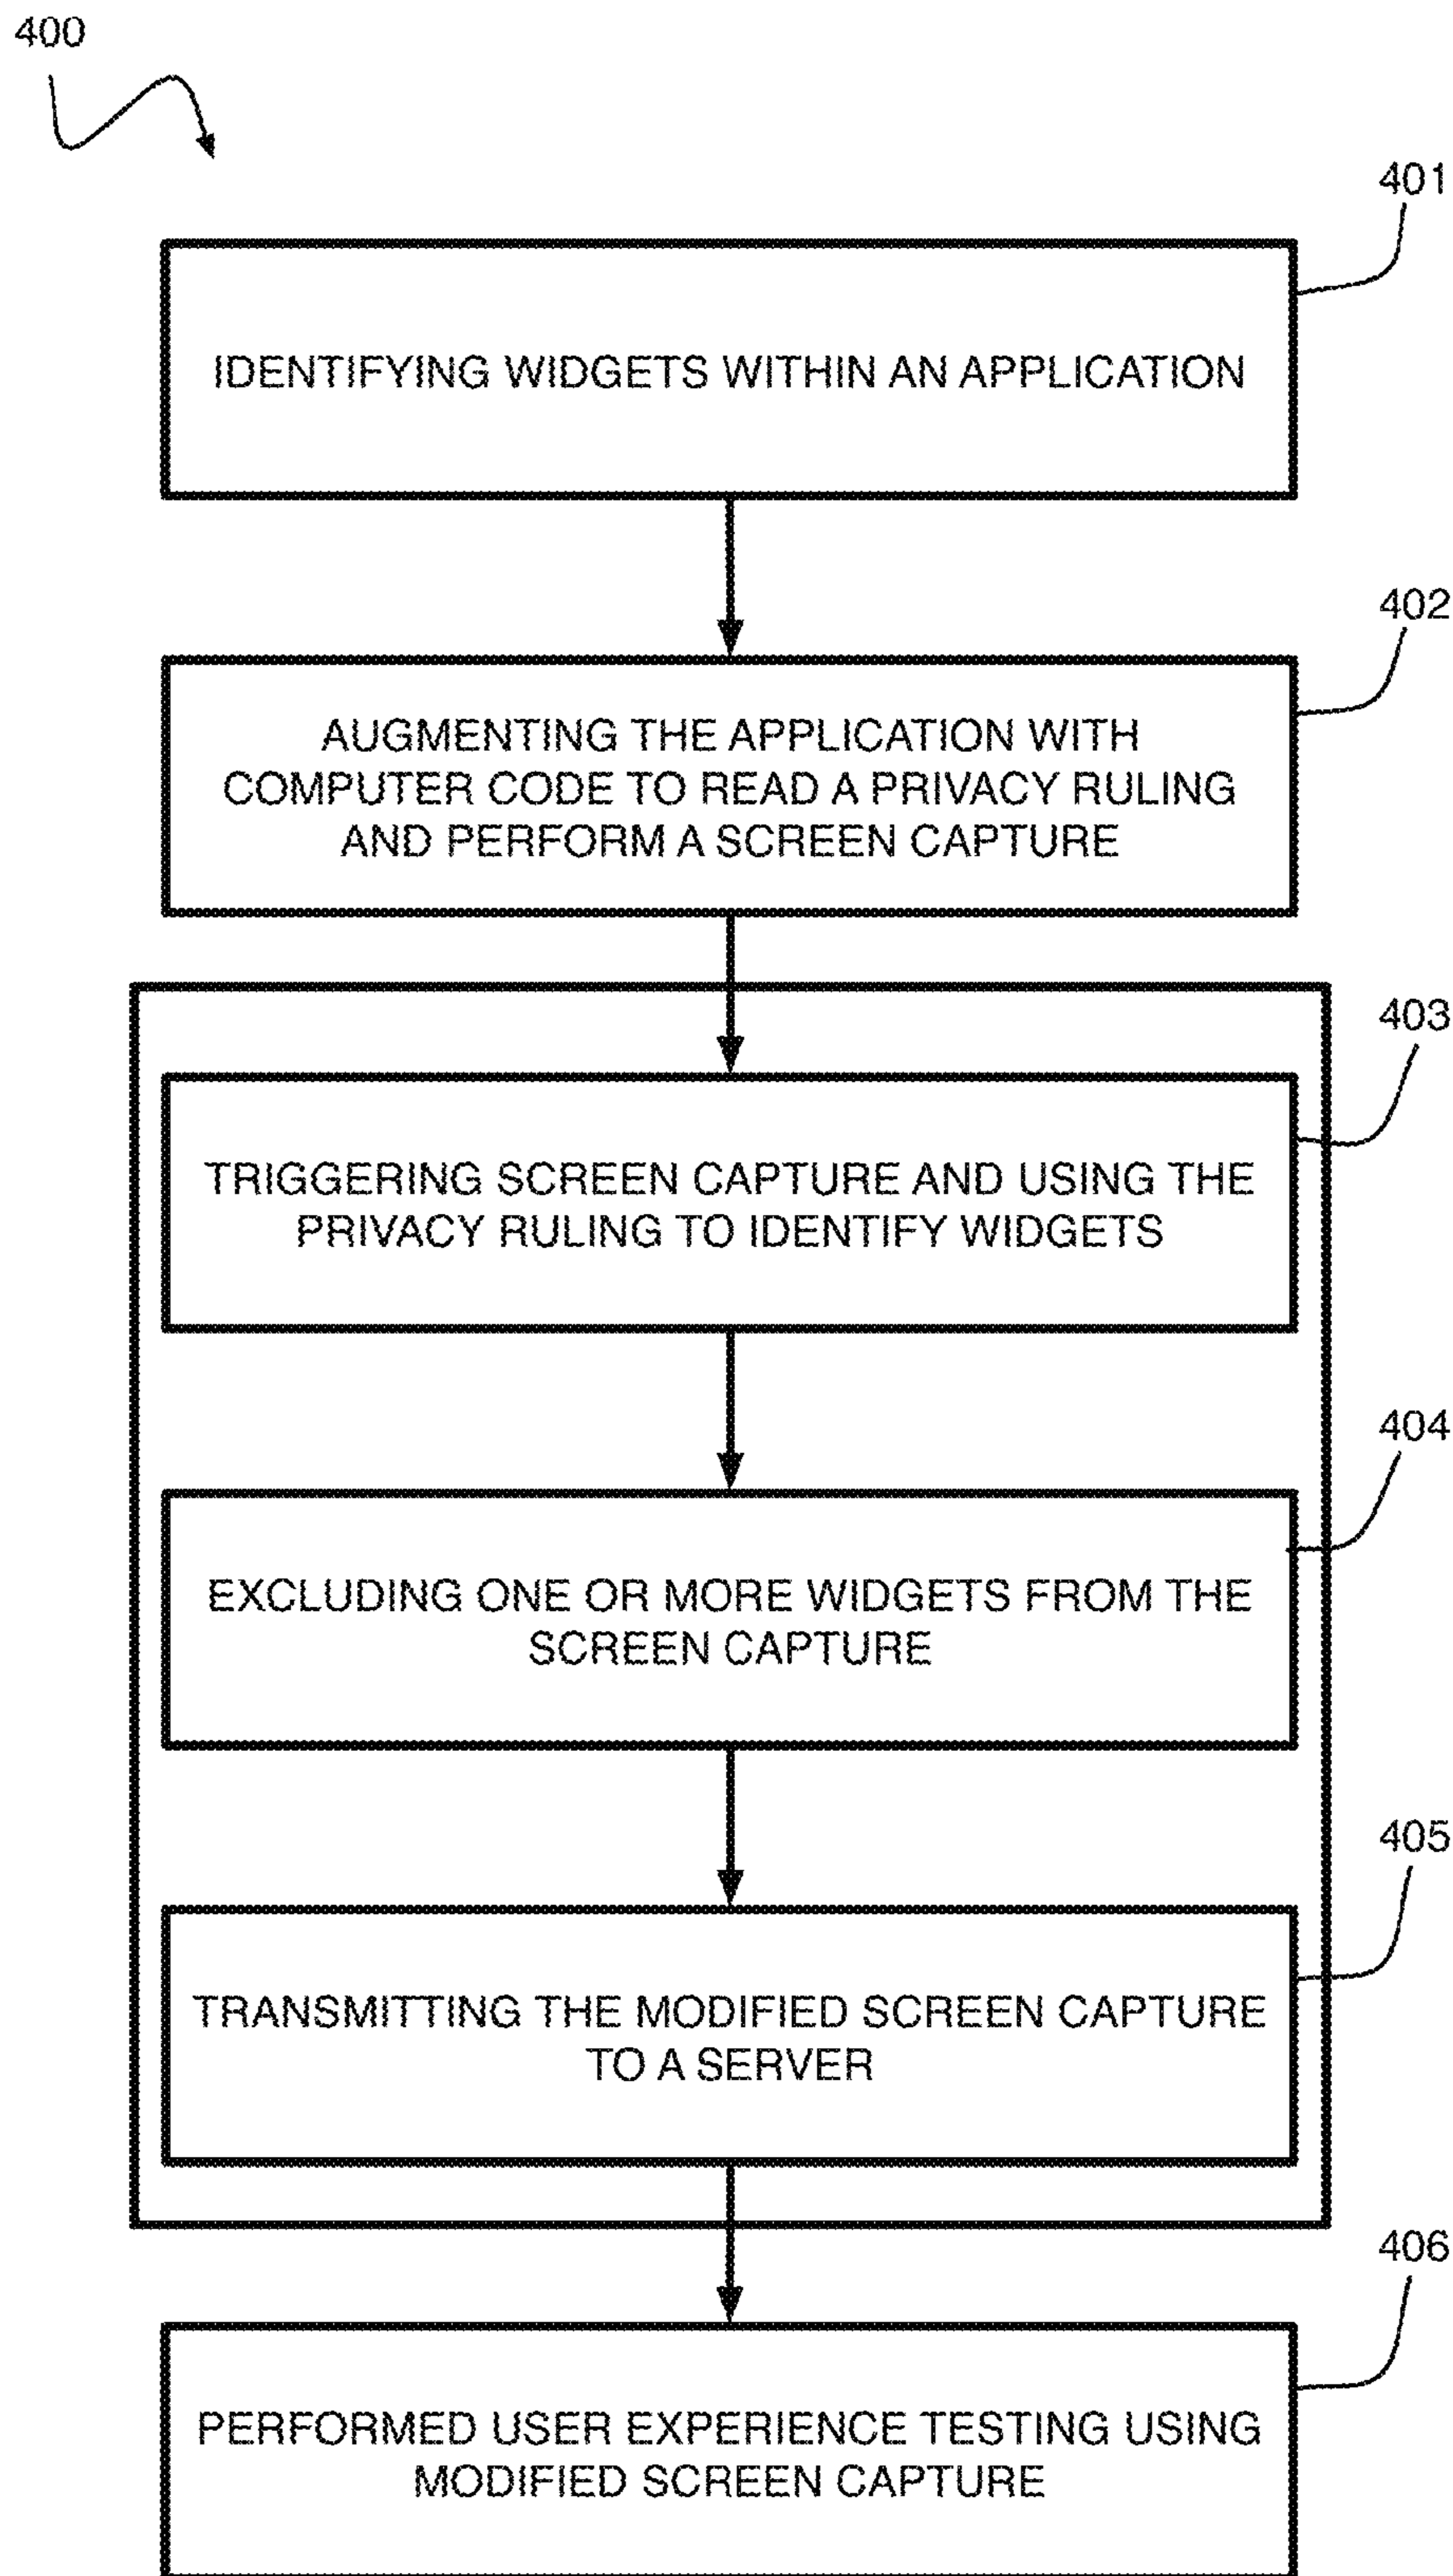 400
401
IDENTIFYING WIDGETS WITHIN AN APPLICATION
402
AUGMENTING THE APPLICATION WITH
COMPUTER CODE TO READ A PRIVACY RULING
AND PERFORM A SCREEN CAPTURE
403
TRIGGERING SCREEN CAPTURE AND USING THE
PRIVACY RULING TO IDENTIFY WIDGETS
404
EXCLUDING ONE OR MORE WIDGETS FROM THE
SCREEN CAPTURE
405
TRANSMITTING THE MODIFIED SCREEN CAPTURE
TO A SERVER
406
PERFORMED USER EXPERIENCE TESTING USING
MODIFIED SCREEN CAPTURE